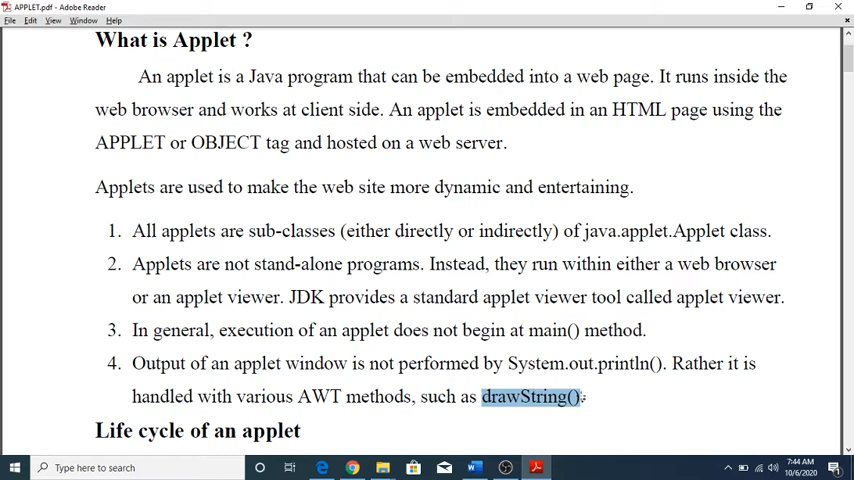 APPLET.pdf - Adobe Reader
File Edit View Window Help
What is Applet ?
An applet is a Java program that can be embedded into a web page. It runs inside the
web browser and works at client side. An applet is embedded in an HTML page using the
APPLET or OBJECT tag and hosted on a web server.
Applets are used to make the web site more dynamic and entertaining.
1. All applets are sub-classes (either directly or indirectly) of java.applet.Applet class.
2. Applets are not stand-alone programs. Instead, they run within either a web browser
or an applet viewer. JDK provides a standard applet viewer tool called applet viewer.
3. In general, execution of an applet does not begin at main() method.
4. Output of an applet window is not performed by System.out.println(). Rather it is
handled with various AWT methods, such as drawString().
Life cycle of an applet
Type here to search
7:44 AM
10/6/2020